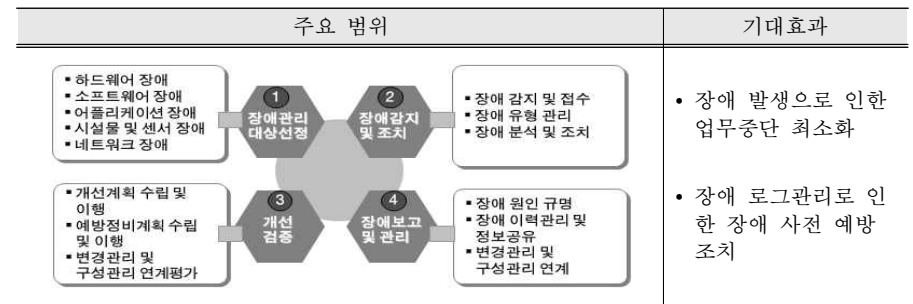 주요 범위
기대효과
▪ 하드웨어 장애
▪ 소프트웨어 장애
▪ 어플리케이션 장애
▪ 시설물 및 센서 장애
▪ 네트워크 장애
1
장애관리
대상선정
2
장애감지
및 조치
▪ 장애 감지 및 접수
▪ 장애 유형 관리
▪ 장애 분석 및 조치
▪ 개선계획 수립 및
이행
▪ 예방정비계획 수립
및 이행
▪ 변경관리 및
구성관리 연계평가
3
개선
검증
4
장애보고
및 관리
▪ 장애 원인 규명
▪ 장애 이력관리 및
정보공유
▪ 변경관리 및
구성관리 연계
• 장애 발생으로 인한
업무중단 최소화
• 장애 로그관리로 인
한 장애 사전 예방
조치